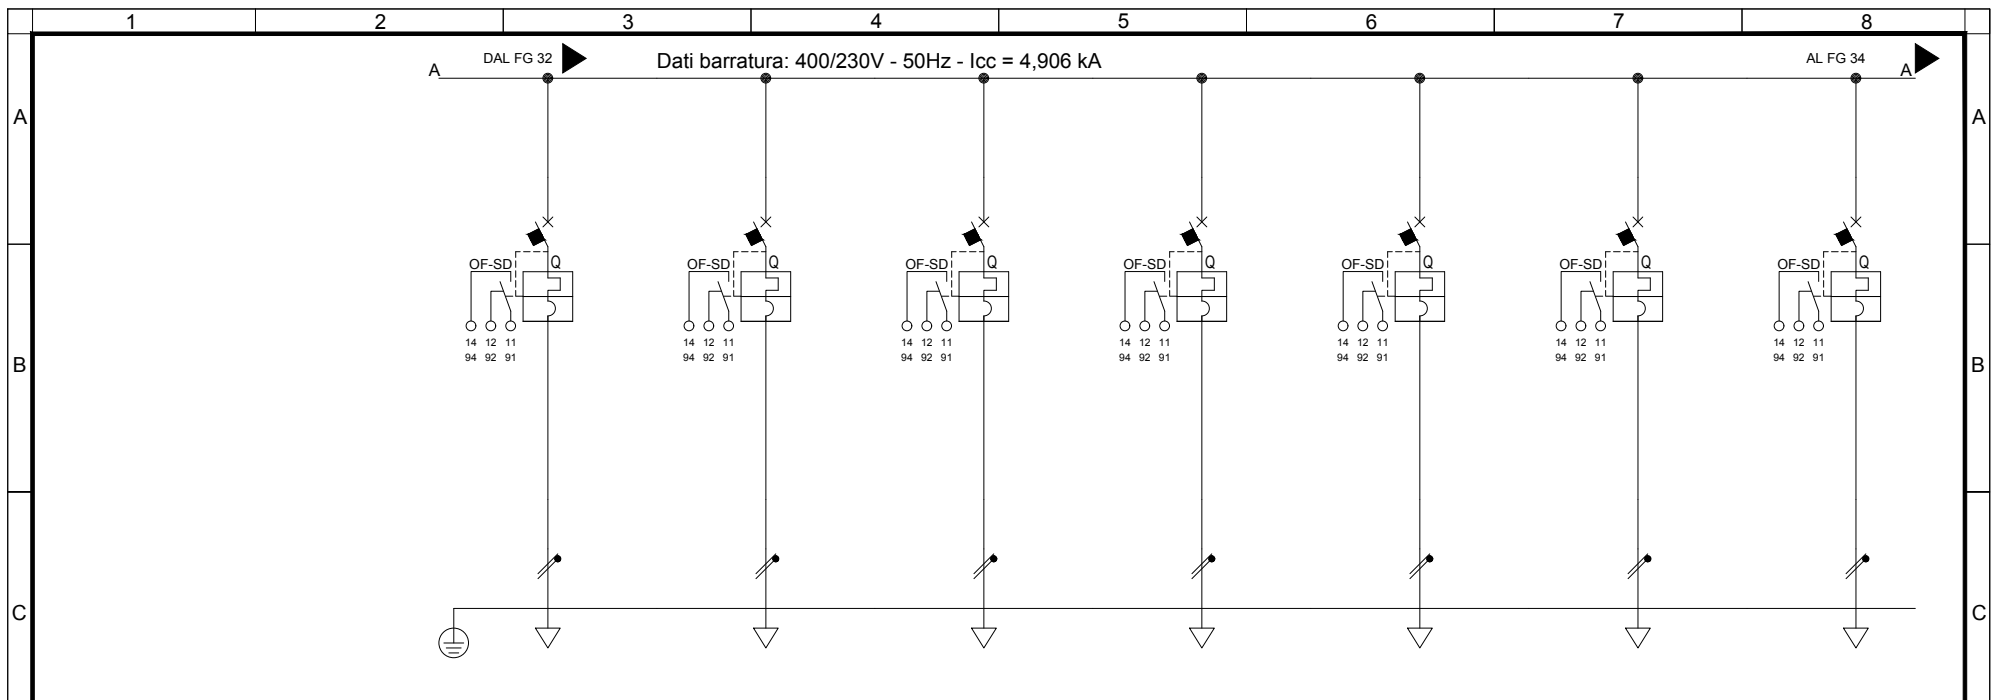 1 2 3 4 5 6 7 8
DAL FG 32 Dati barratura: 400/230V - 50Hz - Icc = 4,906 kA AL FG 34
A A
A A
OF-SD Q OF-SD Q OF-SD Q OF-SD Q OF-SD Q OF-SD Q OF-SD Q
14 12 11 14 12 11 14 12 11 14 12 11 14 12 11 14 12 11 14 12 11
94 92 91 94 92 91 94 92 91 94 92 91 94 92 91 94 92 91 94 92 91
B B
C C